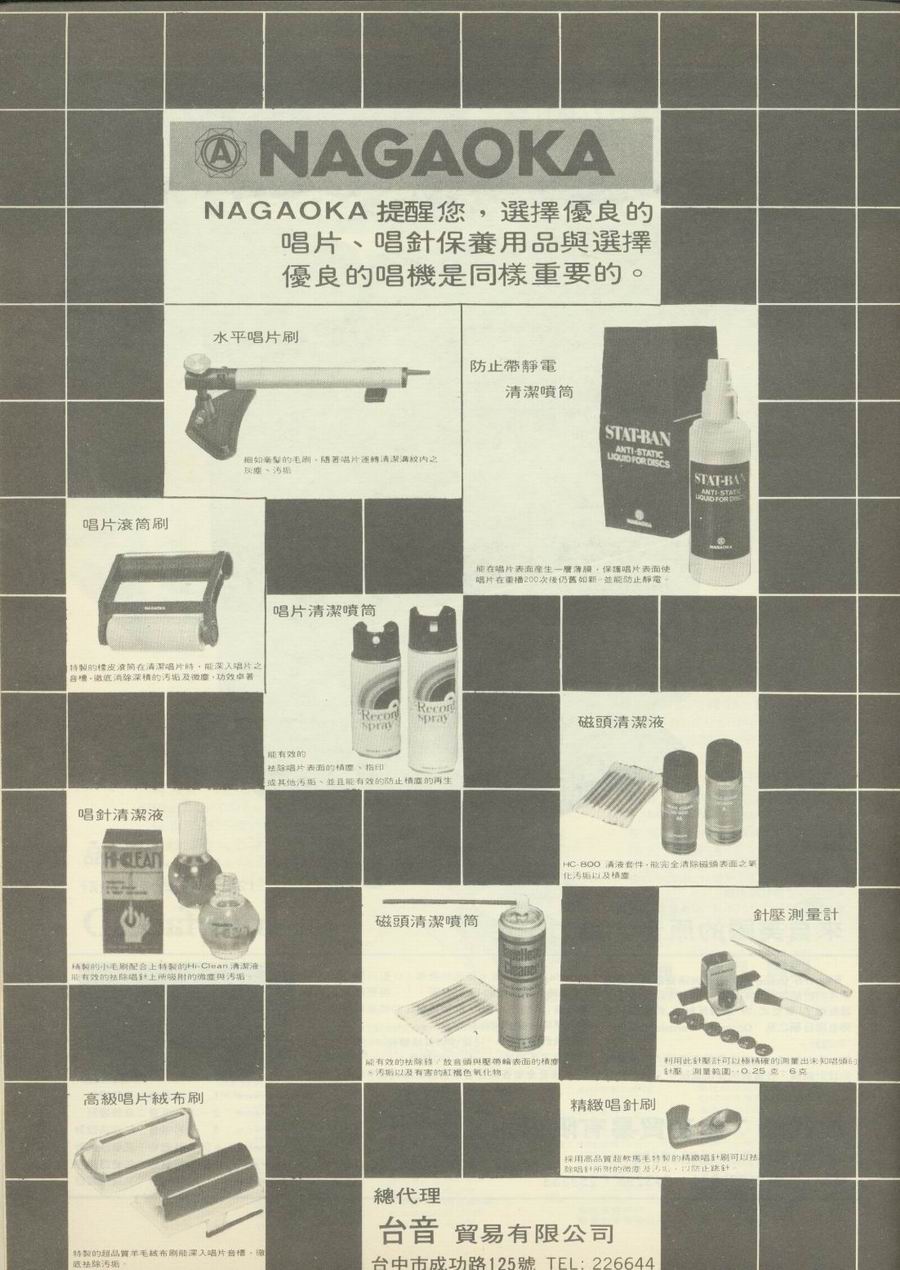 NAGAOKA
NAGAOKA 提醒您,選擇優良的
唱片、唱針保養用品與選擇
優良的唱機是同樣重要的。
水平唱片刷
細如毫髮的毛刷,隨著唱片運轉清潔溝紋內之
灰塵、汚垢
防止帶靜電
清潔噴筒
STAT-BAN
ANTI-STATIC
LIQUID FOR DISCS
NAGAOKA
STAT-BAN
ANTI-STATIC
LIQUID FOR DISCS
NAGAOKA
能在唱片表面產生一層薄膜,保護唱片表面使
唱片在重播200次後仍舊如新,並能防止靜電。
唱片滾筒刷
NAGAOKA
特製的橡皮滾筒在清潔唱片時,能深入唱片之
音槽,徹底消除深積的汚垢及微塵,功效卓著
唱片清潔噴筒
Record
spray
Record
spray
能有效的
袪除唱片表面的積塵、指印
或其他汚垢、並且能有效的防止積塵的再生
磁頭清潔液
HC-800 清液套件,能完全清除磁頭表面之氧
化汚垢以及積塵
唱針清潔液
HI-CLEAN
精製的小毛刷配合上特製的Hi-Clean 清潔液
能有效的袪除唱針上所吸附的微塵與汚垢。
磁頭清潔噴筒
Cleaner
能有效的袪除錄/放音頭與壓帶輪表面的積塵
、汚垢以及有害的紅褐色氧化物
針壓測量計
利用此針壓計可以極精確的測量出未知唱頭的
針壓 測量範圍··0.25 克 6 克
高級唱片絨布刷
特製的超品質羊毛絨布刷能深入唱片音槽,徹
底袪除汚垢。
精緻唱針刷
採用高品質超軟馬毛特製的精緻唱針刷可以袪
除唱針所附的微塵及汚垢,以防止跳針
總代理
台音 貿易有限公司
台中市成功路125號 TEL: 226644